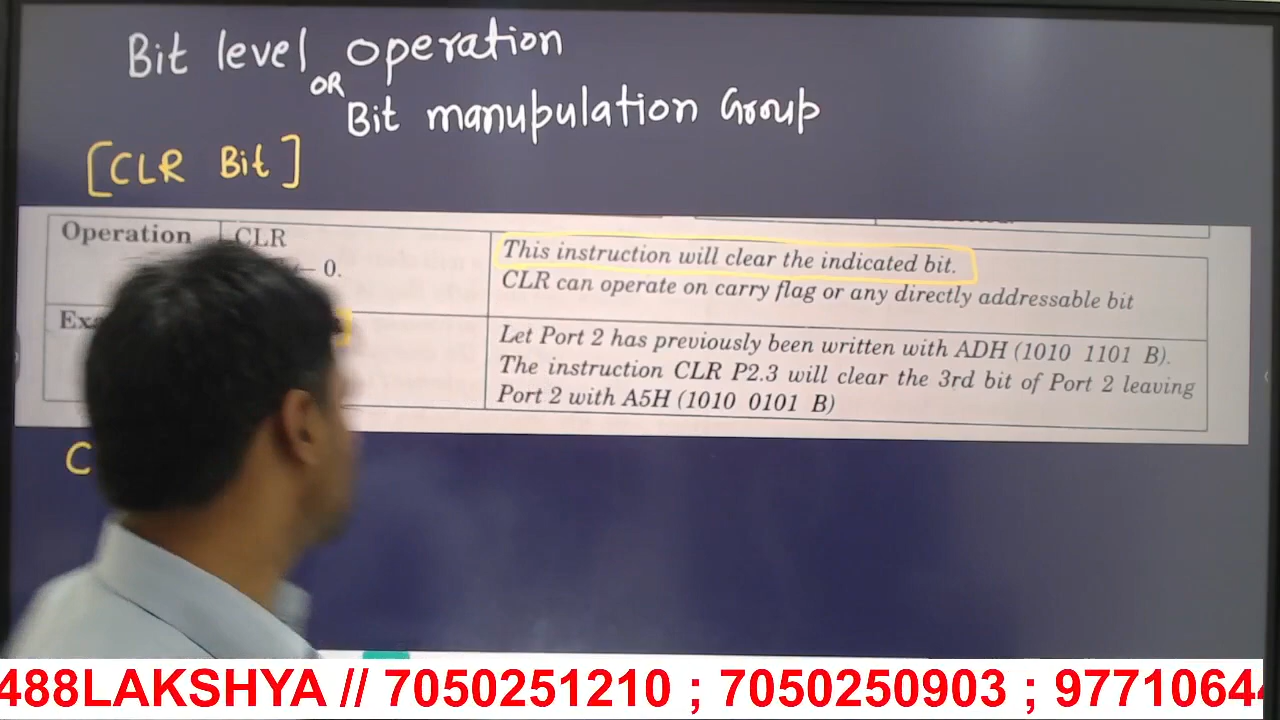 Bit level operation
OR
Bit manupulation Group
[CLR Bit]
Operation CLR
← 0.
This instruction will clear the indicated bit.
CLR can operate on carry flag or any directly addressable bit
Let Port 2 has previously been written with ADH (1010 1101 B).
The instruction CLR P2.3 will clear the 3rd bit of Port 2 leaving
Port 2 with A5H (1010 0101 B)
C
488LAKSHYA // 7050251210 ; 7050250903 ; 97710644